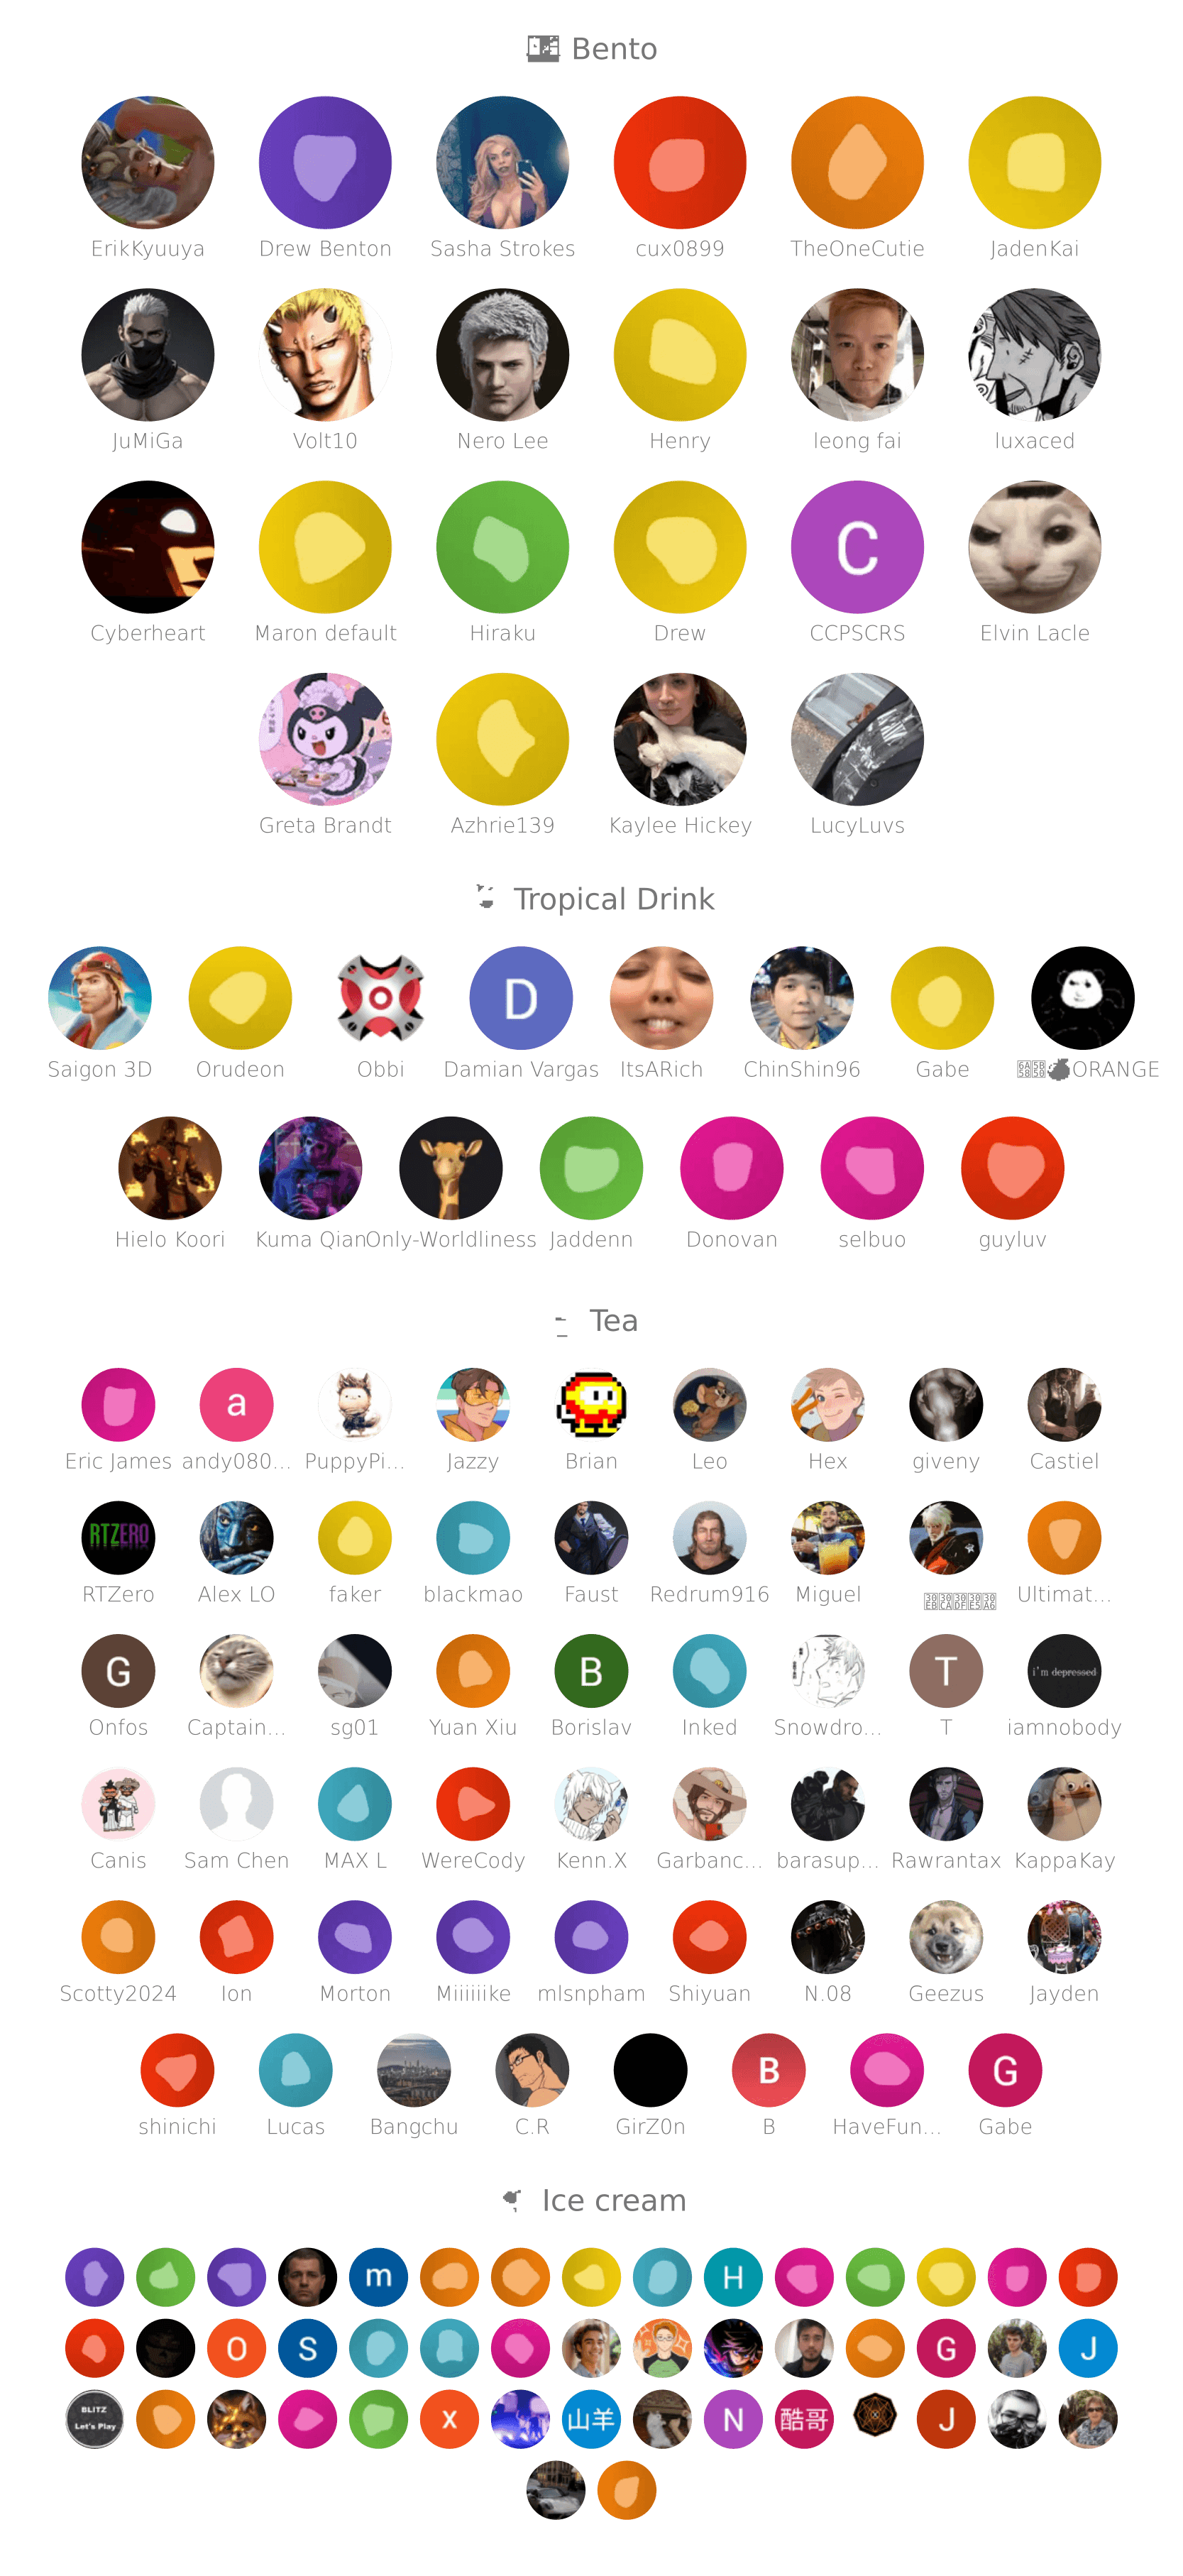 Bento
ErikKyuuya Drew Benton Sasha Strokes cux0899 TheOneCutie JadenKai
JuMiGa Volt10 Nero Lee Henry leong fai luxaced
Cyberheart Maron default Hiraku Drew C CCPSCRS Elvin Lacle
Greta Brandt Azhrie139 Kaylee Hickey LucyLuvs
Tropical Drink
D
Saigon 3D Orudeon Obbi Damian Vargas ItsARich ChinShin96 Gabe ORANGE
Hielo Koori Kuma Qian Only-Worldliness Jaddenn Donovan selbuo guyluv
Tea
a
Eric James andy080... PuppyPi... Jazzy Brian Leo Hex giveny Castiel
RTZERO
RTZero Alex LO faker blackmao Faust Redrum916 Miguel Ultimat...
G B T i'm depressed
Onfos Captain... sg01 Yuan Xiu Borislav Inked Snowdro... T iamnobody
Canis Sam Chen MAX L WereCody Kenn.X Garbanc... barasup... Rawrantax KappaKay
Scotty2024 Ion Morton Miiiiiike mlsnpham Shiyuan N.08 Geezus Jayden
B G
shinichi Lucas Bangchu C.R GirZ0n B HaveFun... Gabe
Ice cream
m H
O S G J
BLITZ
Let's Play x 山羊 N 酷哥 J